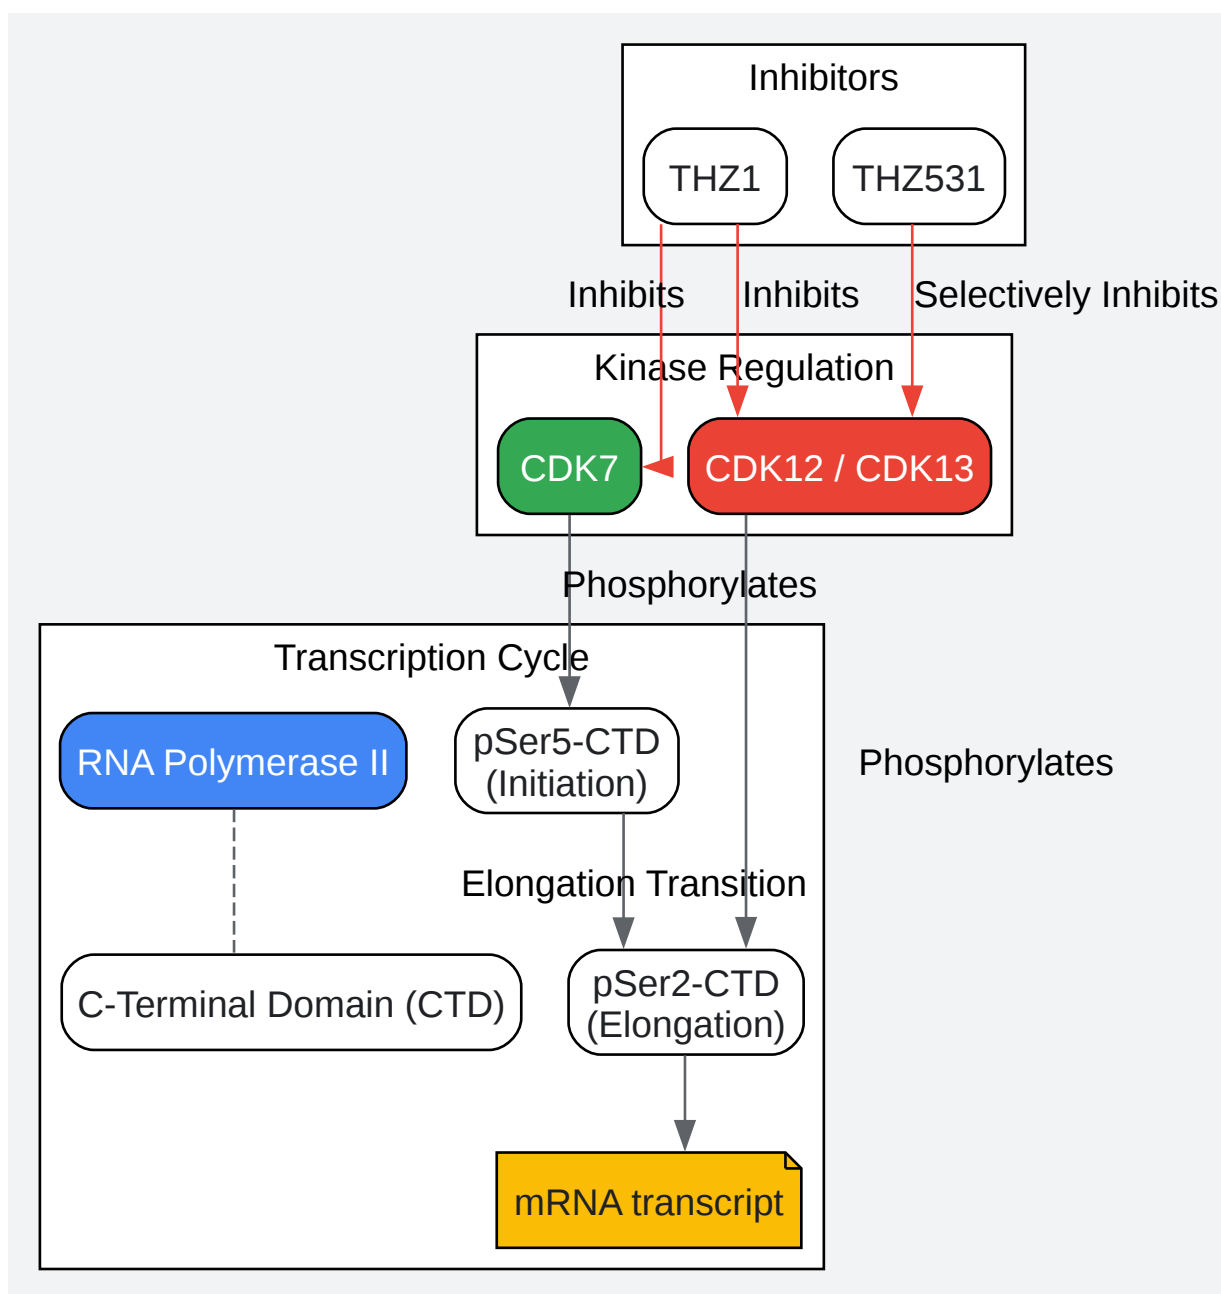 Inhibitors
THZ1
THZ531
Inhibits
Inhibits
Selectively Inhibits
Kinase Regulation
CDK7
CDK12 / CDK13
Phosphorylates
Transcription Cycle
RNA Polymerase II
pSer5-CTD
(Initiation)
Phosphorylates
Elongation Transition
C-Terminal Domain (CTD)
pSer2-CTD
(Elongation)
mRNA transcript